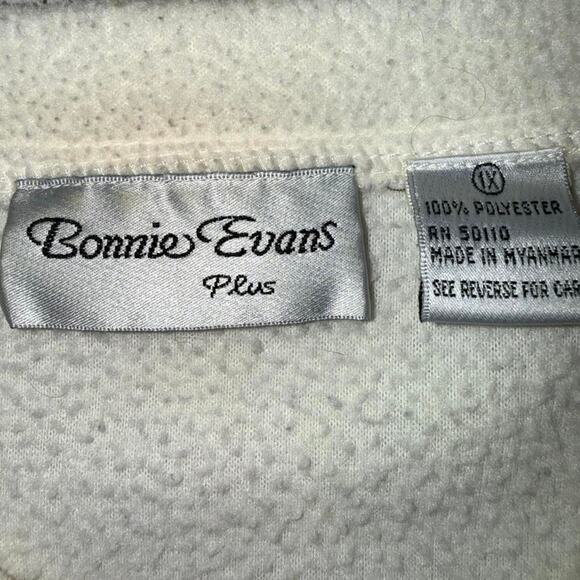 Bonnie Evans
Plus
1X
100% POLYESTER
RN 50110
MADE IN MYANMAR
SEE REVERSE FOR CAR